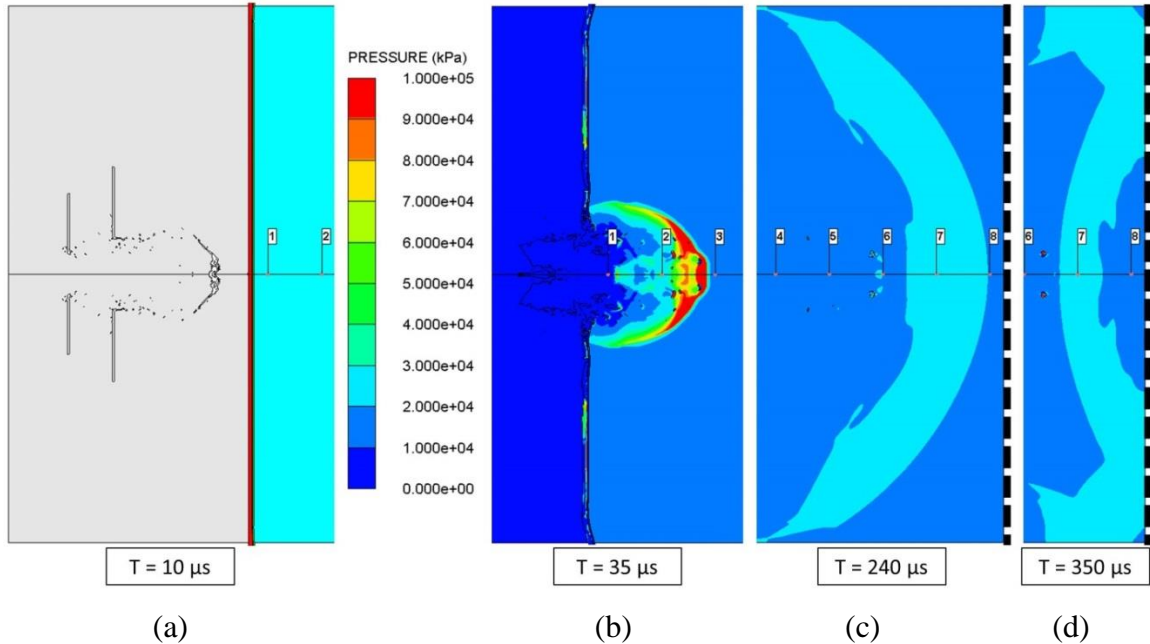 PRESSURE (kPa)
1.000e+05
9.000e+04
8.000e+04
7.000e+04
6.000e+04
5.000e+04
4.000e+04
3.000e+04
2.000e+04
1.000e+04
0.000e+00
1 2
1 2 3
4 5 6 7 8
6 7 8
T = 10 µs
T = 35 µs
T = 240 µs
T = 350 µs
(a) (b) (c) (d)